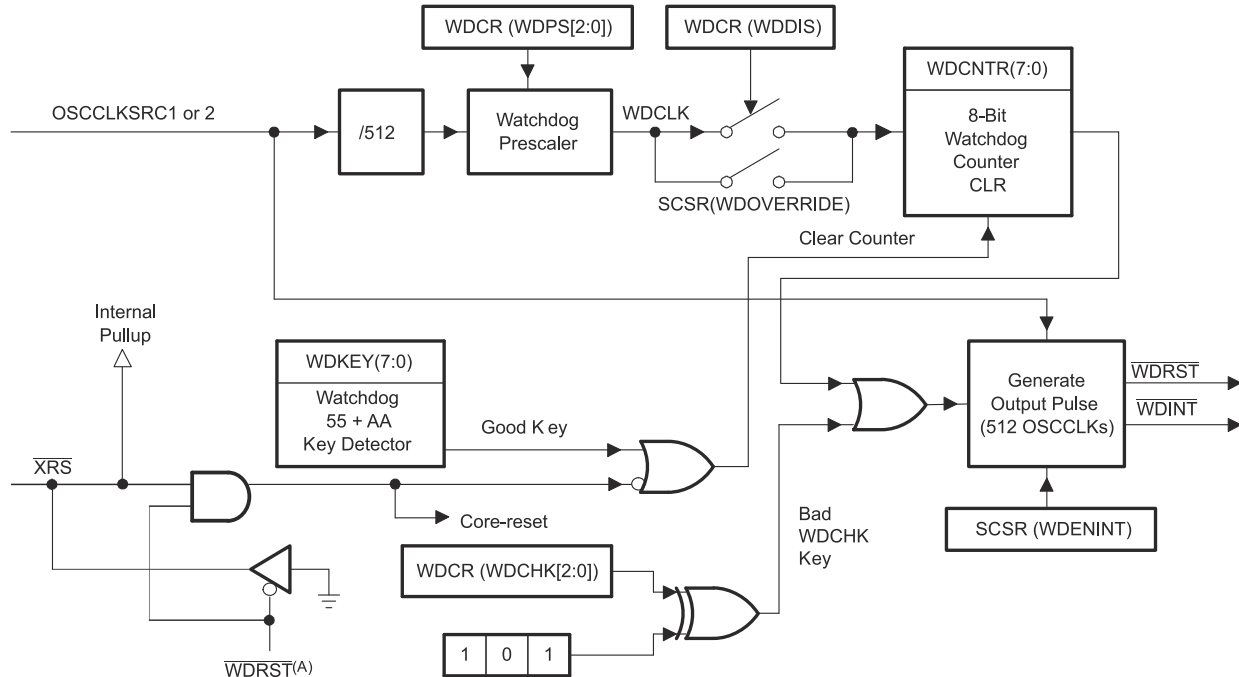 WDCR (WDPS[2:0])
WDCR (WDDIS)
WDCNTR(7:0)
OSCCLKSRC1 or 2
/512
Watchdog
Prescaler
WDCLK
8-Bit
Watchdog
Counter
CLR
SCSR(WDOVERRIDE)
Clear Counter
Internal
Pullup
WDKEY(7:0)
Watchdog
55 + AA
Key Detector
Good Key
Generate
Output Pulse
(512 OSCCLKs)
WDRST
WDINT
XRS
Core-reset
SCSR (WDENINT)
Bad
WDCHK
Key
WDCR (WDCHK[2:0])
1 0 1
WDRST(A)